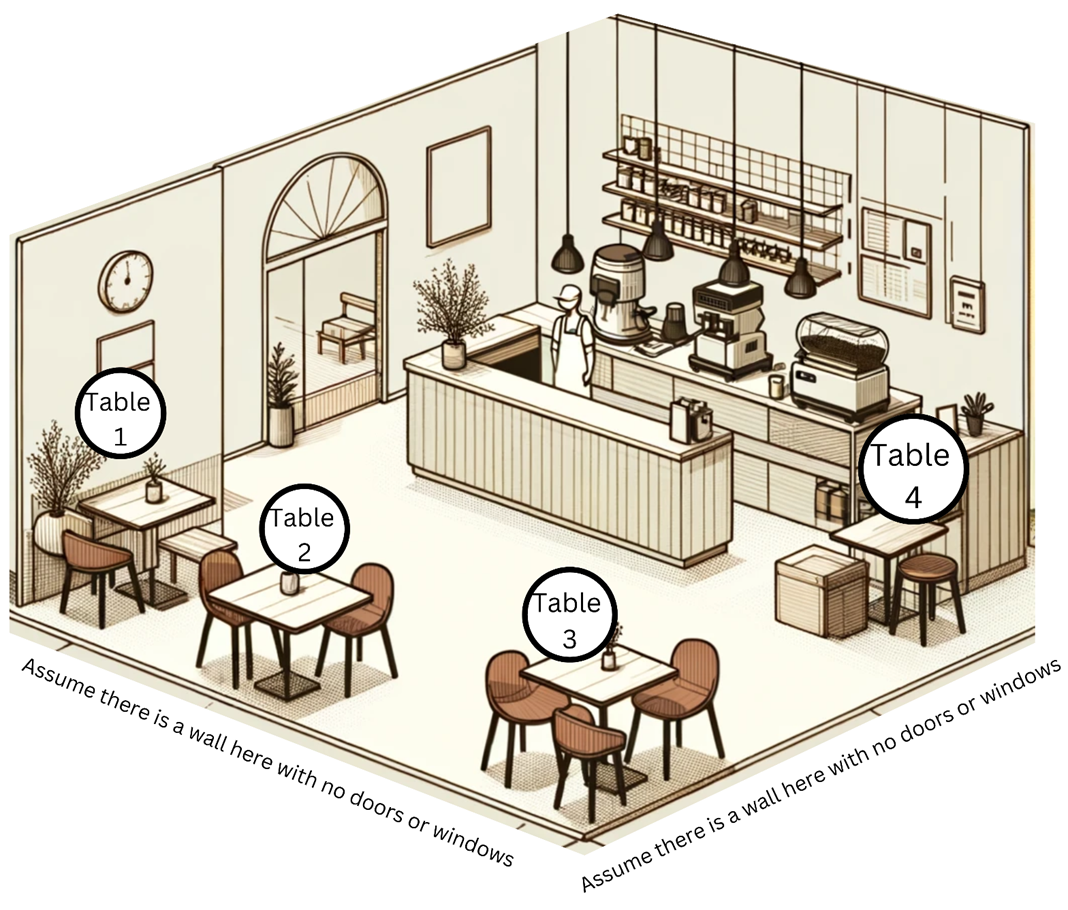 Table
1
Table
2
Table
3
Table
4
Assume there is a wall here with no doors or windows
Assume there is a wall here with no doors or windows